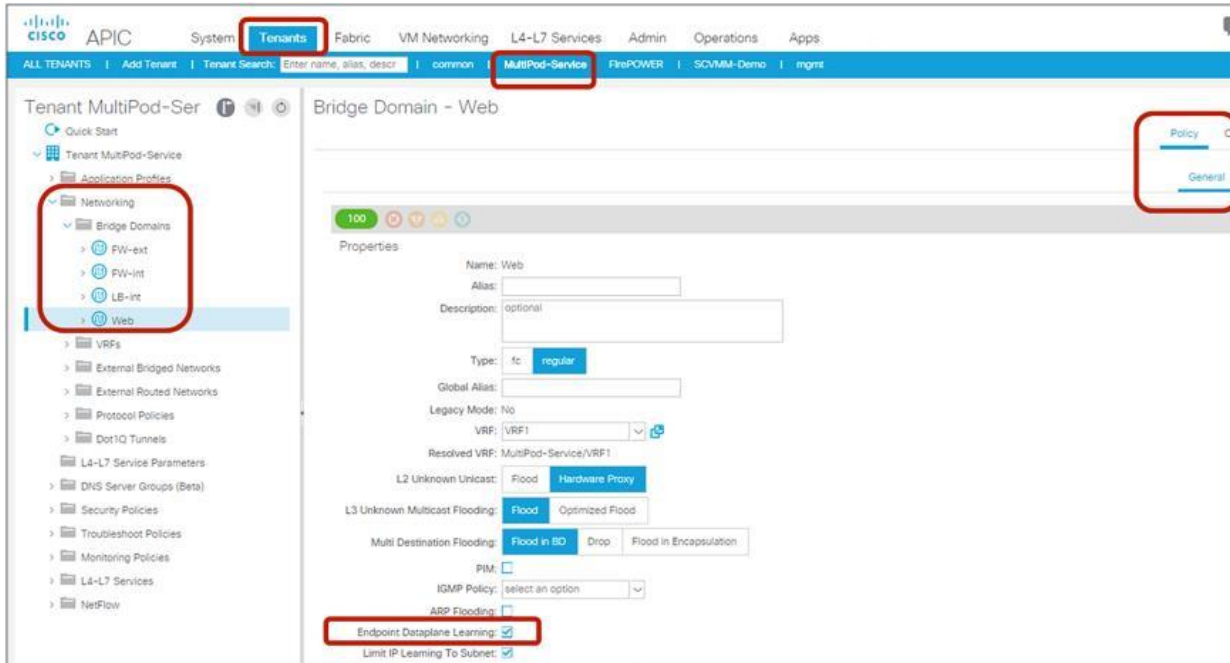 CISCO APIC System Tenants Fabric VM Networking L4-L7 Services Admin Operations Apps
ALL TENANTS | Add Tenant | Tenant Search: Enter name, alias, descr | common | MultiPod-Service FirePOWER | SCVMM-Demo | mgmt
Tenant MultiPod-Ser
Quick Start
Tenant MultiPod-Service
Application Profiles
Networking
Bridge Domains
FW-ext
FW-int
LB-int
Web
VRFs
External Bridged Networks
External Routed Networks
Protocol Policies
Dot1Q Tunnels
L4-L7 Service Parameters
DNS Server Groups (Beta)
Security Policies
Troubleshoot Policies
Monitoring Policies
L4-L7 Services
NetFlow
Bridge Domain - Web
Policy
General
100
Properties
Name: Web
Alias:
Description: optional
Type: fc regular
Global Alias:
Legacy Mode: No
VRF: VRF1
Resolved VRF: MultiPod-Service/VRF1
L2 Unknown Unicast: Flood Hardware Proxy
L3 Unknown Multicast Flooding: Flood Optimized Flood
Multi Destination Flooding: Flood in BD Drop Flood in Encapsulation
PIM:
IGMP Policy: select an option
ARP Flooding:
Endpoint Dataplane Learning:
Limit IP Learning To Subnet: